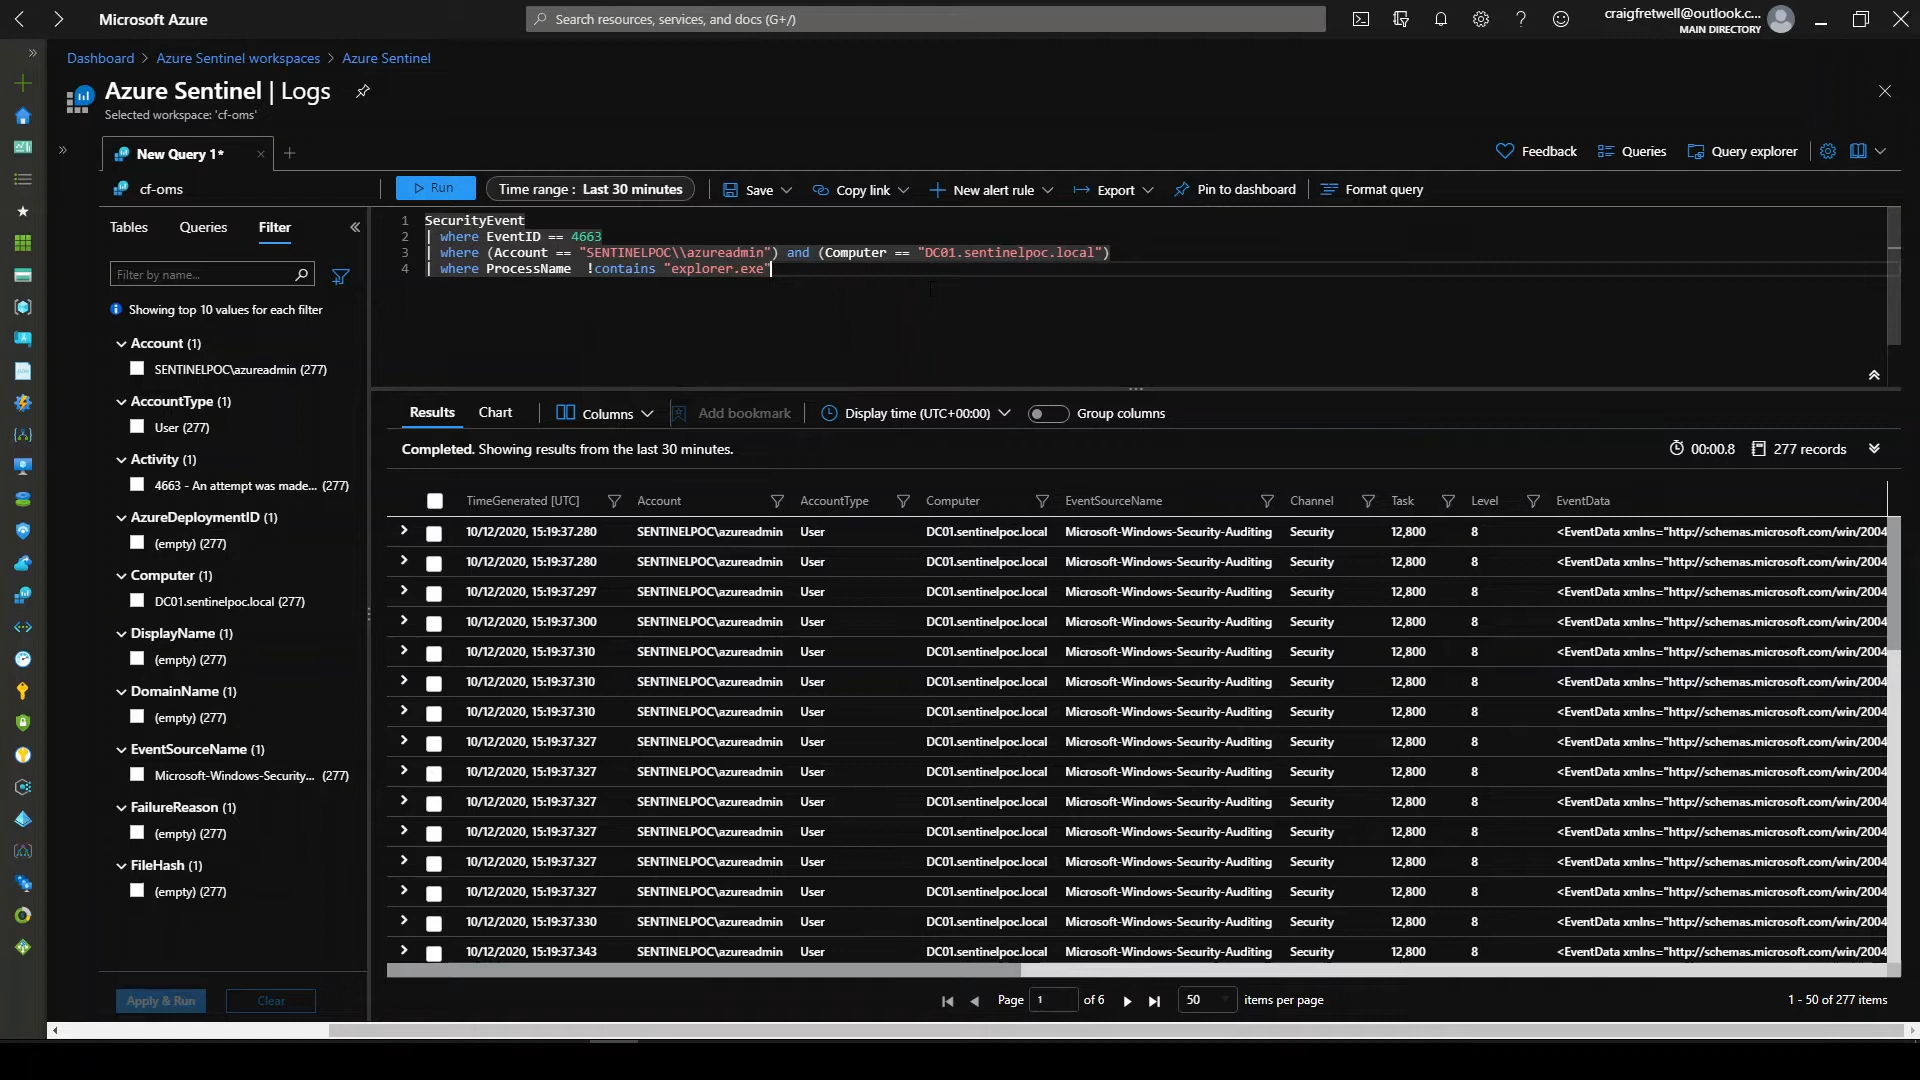 Microsoft Azure
Search resources, services, and docs (G+/)
craigfretwell@outlook.c...
MAIN DIRECTORY
Dashboard > Azure Sentinel workspaces > Azure Sentinel
Azure Sentinel | Logs
Selected workspace: 'cf-oms'
New Query 1*
Feedback Queries Query explorer
cf-oms
Run Time range : Last 30 minutes Save Copy link New alert rule Export Pin to dashboard Format query
Tables Queries Filter
Filter by name...
Showing top 10 values for each filter
Account (1)
SENTINELPOC\azureadmin (277)
AccountType (1)
User (277)
Activity (1)
4663 - An attempt was made... (277)
AzureDeploymentID (1)
(empty) (277)
Computer (1)
DC01.sentinelpoc.local (277)
DisplayName (1)
(empty) (277)
DomainName (1)
(empty) (277)
EventSourceName (1)
Microsoft-Windows-Security... (277)
FailureReason (1)
(empty) (277)
FileHash (1)
(empty) (277)
Apply & Run Clear
1 SecurityEvent
2 | where EventID == 4663
3 | where (Account == "SENTINELPOC\\azureadmin") and (Computer == "DC01.sentinelpoc.local")
4 | where ProcessName !contains "explorer.exe"
Results Chart Columns Add bookmark Display time (UTC+00:00) Group columns
Completed. Showing results from the last 30 minutes. 00:00.8 277 records
TimeGenerated [UTC] Account AccountType Computer EventSourceName Channel Task Level EventData
10/12/2020, 15:19:37.280 SENTINELPOC\azureadmin User DC01.sentinelpoc.local Microsoft-Windows-Security-Auditing Security 12,800 8 <EventData xmlns="http://schemas.microsoft.com/win/2004
10/12/2020, 15:19:37.280 SENTINELPOC\azureadmin User DC01.sentinelpoc.local Microsoft-Windows-Security-Auditing Security 12,800 8 <EventData xmlns="http://schemas.microsoft.com/win/2004
10/12/2020, 15:19:37.297 SENTINELPOC\azureadmin User DC01.sentinelpoc.local Microsoft-Windows-Security-Auditing Security 12,800 8 <EventData xmlns="http://schemas.microsoft.com/win/2004
10/12/2020, 15:19:37.300 SENTINELPOC\azureadmin User DC01.sentinelpoc.local Microsoft-Windows-Security-Auditing Security 12,800 8 <EventData xmlns="http://schemas.microsoft.com/win/2004
10/12/2020, 15:19:37.310 SENTINELPOC\azureadmin User DC01.sentinelpoc.local Microsoft-Windows-Security-Auditing Security 12,800 8 <EventData xmlns="http://schemas.microsoft.com/win/2004
10/12/2020, 15:19:37.310 SENTINELPOC\azureadmin User DC01.sentinelpoc.local Microsoft-Windows-Security-Auditing Security 12,800 8 <EventData xmlns="http://schemas.microsoft.com/win/2004
10/12/2020, 15:19:37.310 SENTINELPOC\azureadmin User DC01.sentinelpoc.local Microsoft-Windows-Security-Auditing Security 12,800 8 <EventData xmlns="http://schemas.microsoft.com/win/2004
10/12/2020, 15:19:37.327 SENTINELPOC\azureadmin User DC01.sentinelpoc.local Microsoft-Windows-Security-Auditing Security 12,800 8 <EventData xmlns="http://schemas.microsoft.com/win/2004
10/12/2020, 15:19:37.327 SENTINELPOC\azureadmin User DC01.sentinelpoc.local Microsoft-Windows-Security-Auditing Security 12,800 8 <EventData xmlns="http://schemas.microsoft.com/win/2004
10/12/2020, 15:19:37.327 SENTINELPOC\azureadmin User DC01.sentinelpoc.local Microsoft-Windows-Security-Auditing Security 12,800 8 <EventData xmlns="http://schemas.microsoft.com/win/2004
10/12/2020, 15:19:37.327 SENTINELPOC\azureadmin User DC01.sentinelpoc.local Microsoft-Windows-Security-Auditing Security 12,800 8 <EventData xmlns="http://schemas.microsoft.com/win/2004
10/12/2020, 15:19:37.327 SENTINELPOC\azureadmin User DC01.sentinelpoc.local Microsoft-Windows-Security-Auditing Security 12,800 8 <EventData xmlns="http://schemas.microsoft.com/win/2004
10/12/2020, 15:19:37.327 SENTINELPOC\azureadmin User DC01.sentinelpoc.local Microsoft-Windows-Security-Auditing Security 12,800 8 <EventData xmlns="http://schemas.microsoft.com/win/2004
10/12/2020, 15:19:37.330 SENTINELPOC\azureadmin User DC01.sentinelpoc.local Microsoft-Windows-Security-Auditing Security 12,800 8 <EventData xmlns="http://schemas.microsoft.com/win/2004
10/12/2020, 15:19:37.343 SENTINELPOC\azureadmin User DC01.sentinelpoc.local Microsoft-Windows-Security-Auditing Security 12,800 8 <EventData xmlns="http://schemas.microsoft.com/win/2004
Page 1 of 6 50 items per page 1 - 50 of 277 items